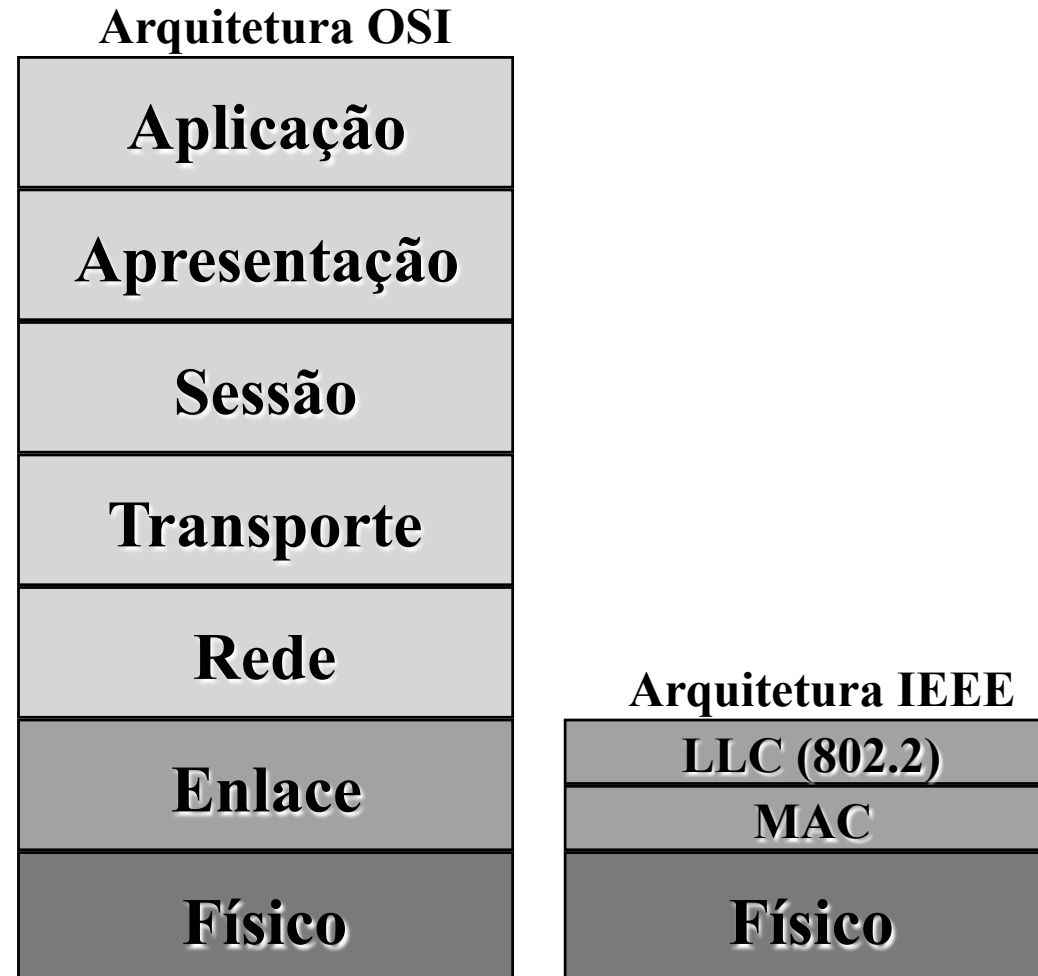 Arquitetura OSI
Aplicação
Apresentação
Sessão
Transporte
Rede
Enlace
Físico
Arquitetura IEEE
LLC (802.2)
MAC
Físico